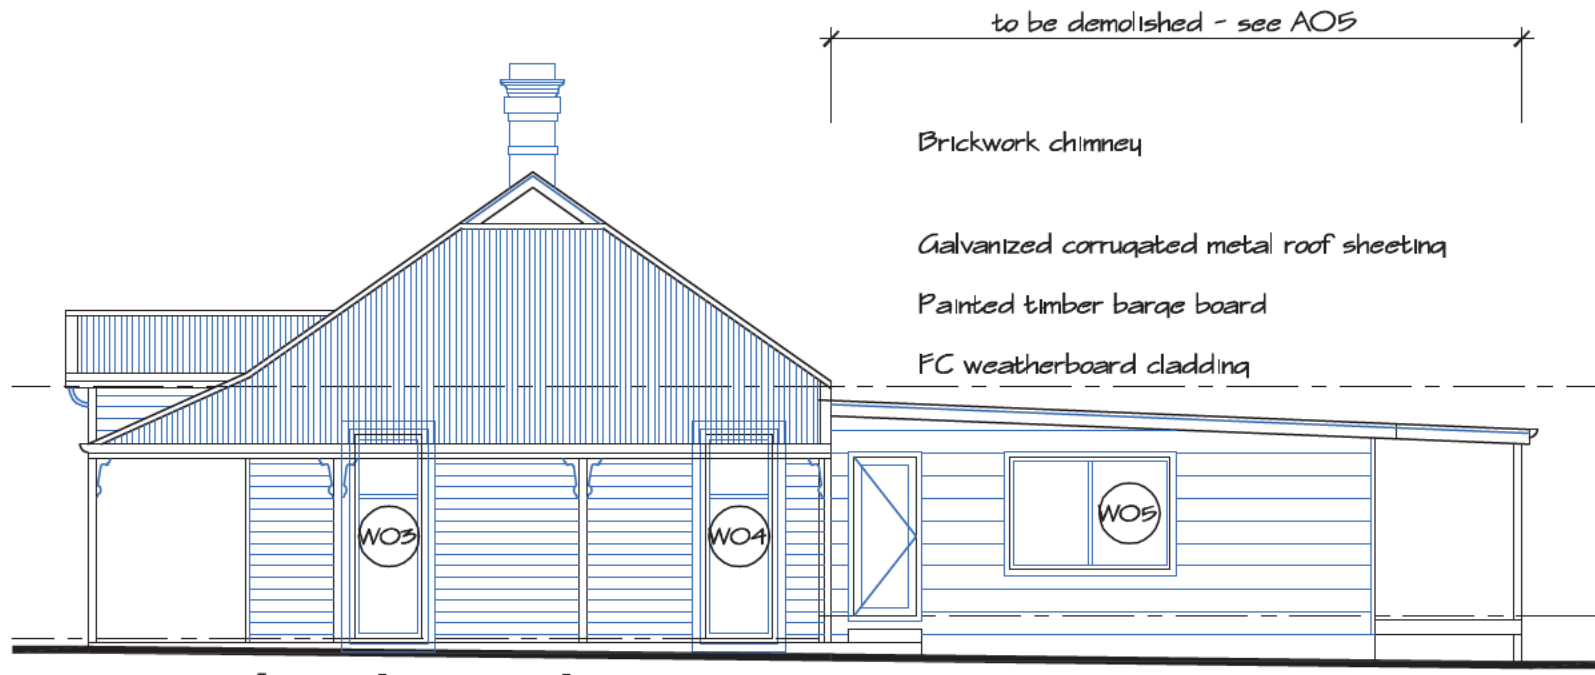 to be demolished - see A05
Brickwork chimney
Galvanized corrugated metal roof sheeting
Painted timber barge board
FC weatherboard cladding
W03
W04
W05